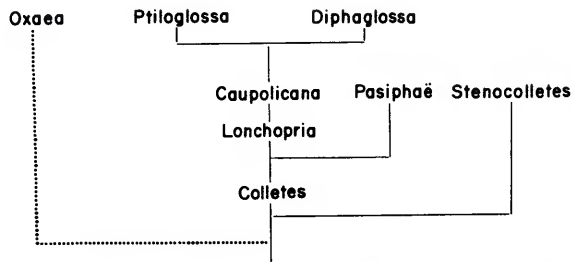 Oxaea Ptiloglossa Diphaglossa
Caupolicana Pasiphaë Stenocolletes
Lonchopria
Colletes